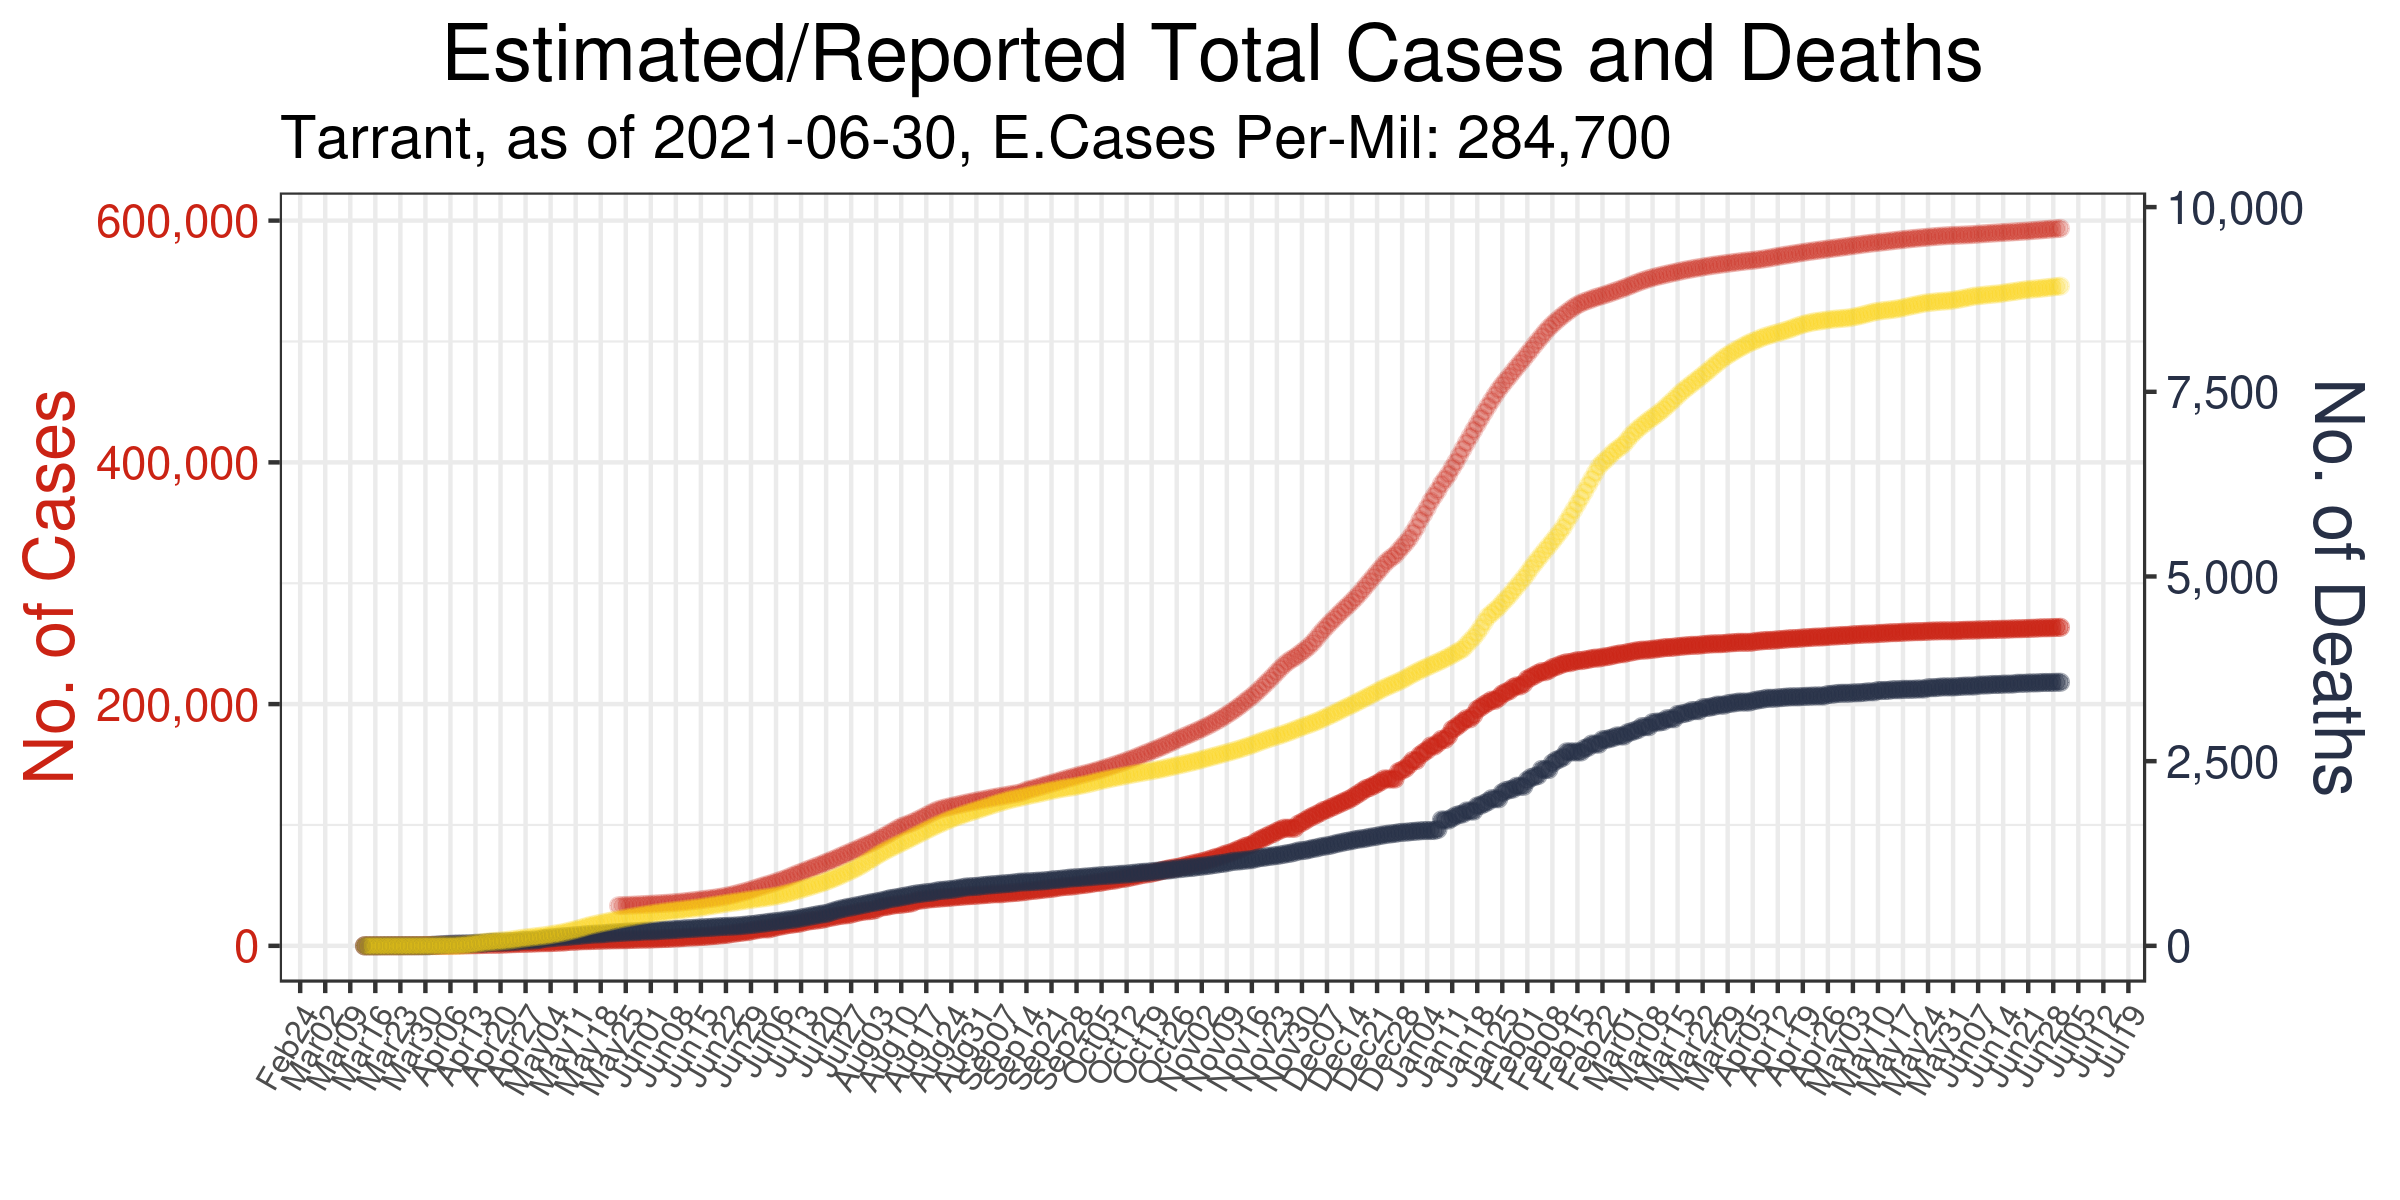 Estimated/Reported Total Cases and Deaths
Tarrant, as of 2021-06-30, E.Cases Per-Mil: 284,700
No. of Cases
600,000
400,000
200,000
0
10,000
7,500
5,000
2,500
0
No. of Deaths
Feb24
Mar02
Mar09
Mar16
Mar23
Mar30
Apr06
Apr13
Apr20
Apr27
May04
May11
May18
May25
Jun01
Jun08
Jun15
Jun22
Jun29
Jul06
Jul13
Jul20
Jul27
Aug03
Aug10
Aug17
Aug24
Aug31
Sep07
Sep14
Sep21
Sep28
Oct05
Oct12
Oct19
Oct26
Nov02
Nov09
Nov16
Nov23
Nov30
Dec07
Dec14
Dec21
Dec28
Jan04
Jan11
Jan18
Jan25
Feb01
Feb08
Feb15
Feb22
Mar01
Mar08
Mar15
Mar22
Mar29
Apr05
Apr12
Apr19
Apr26
May03
May10
May17
May24
May31
Jun07
Jun14
Jun21
Jun28
Jul05
Jul12
Jul19